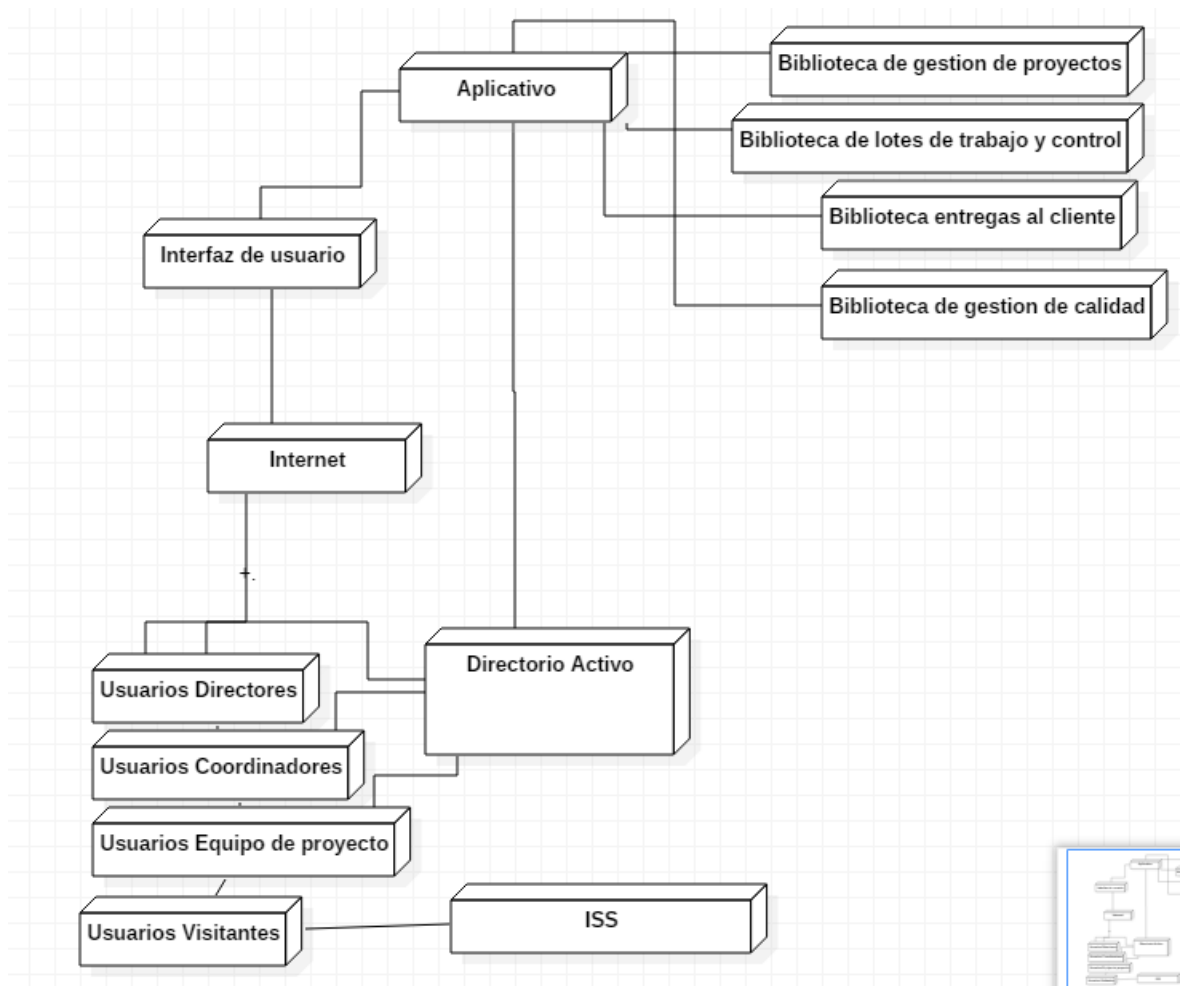 Aplicativo
Biblioteca de gestion de proyectos
Biblioteca de lotes de trabajo y control
Biblioteca entregas al cliente
Biblioteca de gestion de calidad
Interfaz de usuario
Internet
Directorio Activo
Usuarios Directores
Usuarios Coordinadores
Usuarios Equipo de proyecto
Usuarios Visitantes
ISS